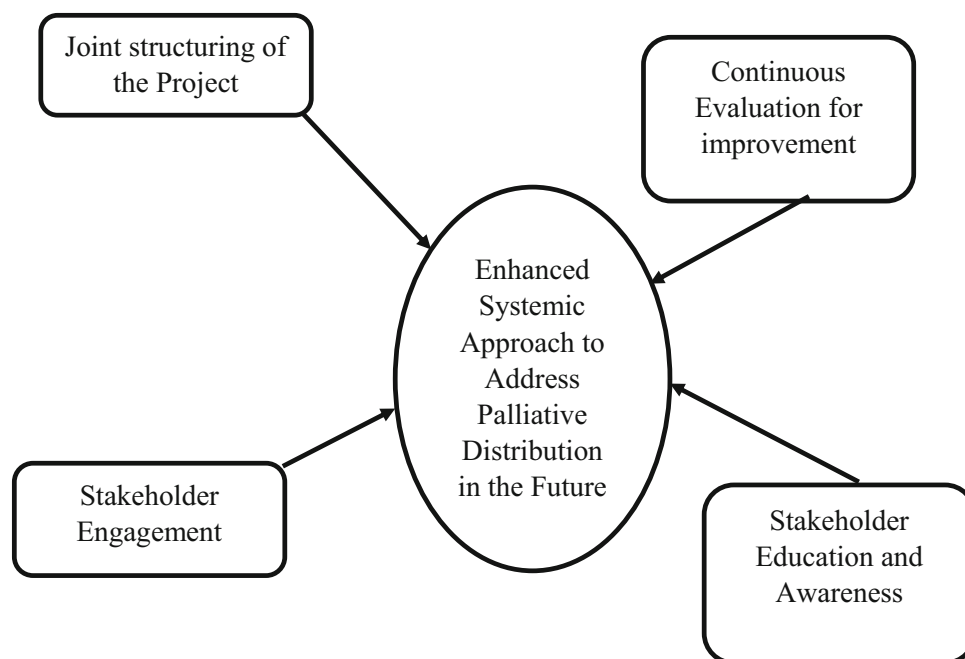 Joint structuring of
the Project
Continuous
Evaluation for
improvement
Enhanced
Systemic
Approach to
Address
Palliative
Distribution
in the Future
Stakeholder
Engagement
Stakeholder
Education and
Awareness